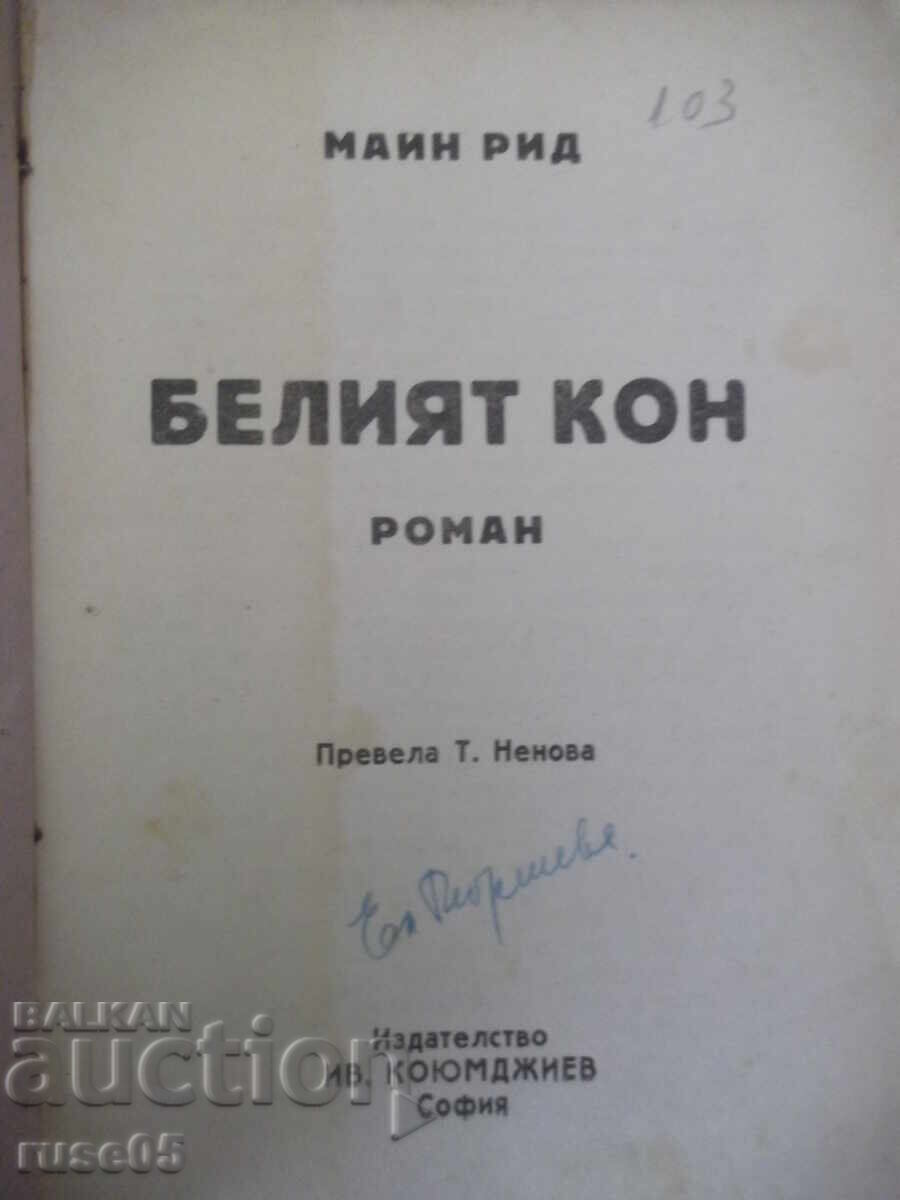 103
МАИН РИД
БЕЛИЯТ КОН
РОМАН
Превела Т. Ненова
Издателство
ИВ. КОЮМДЖИЕВ
София
BALKAN
auction
ruse05